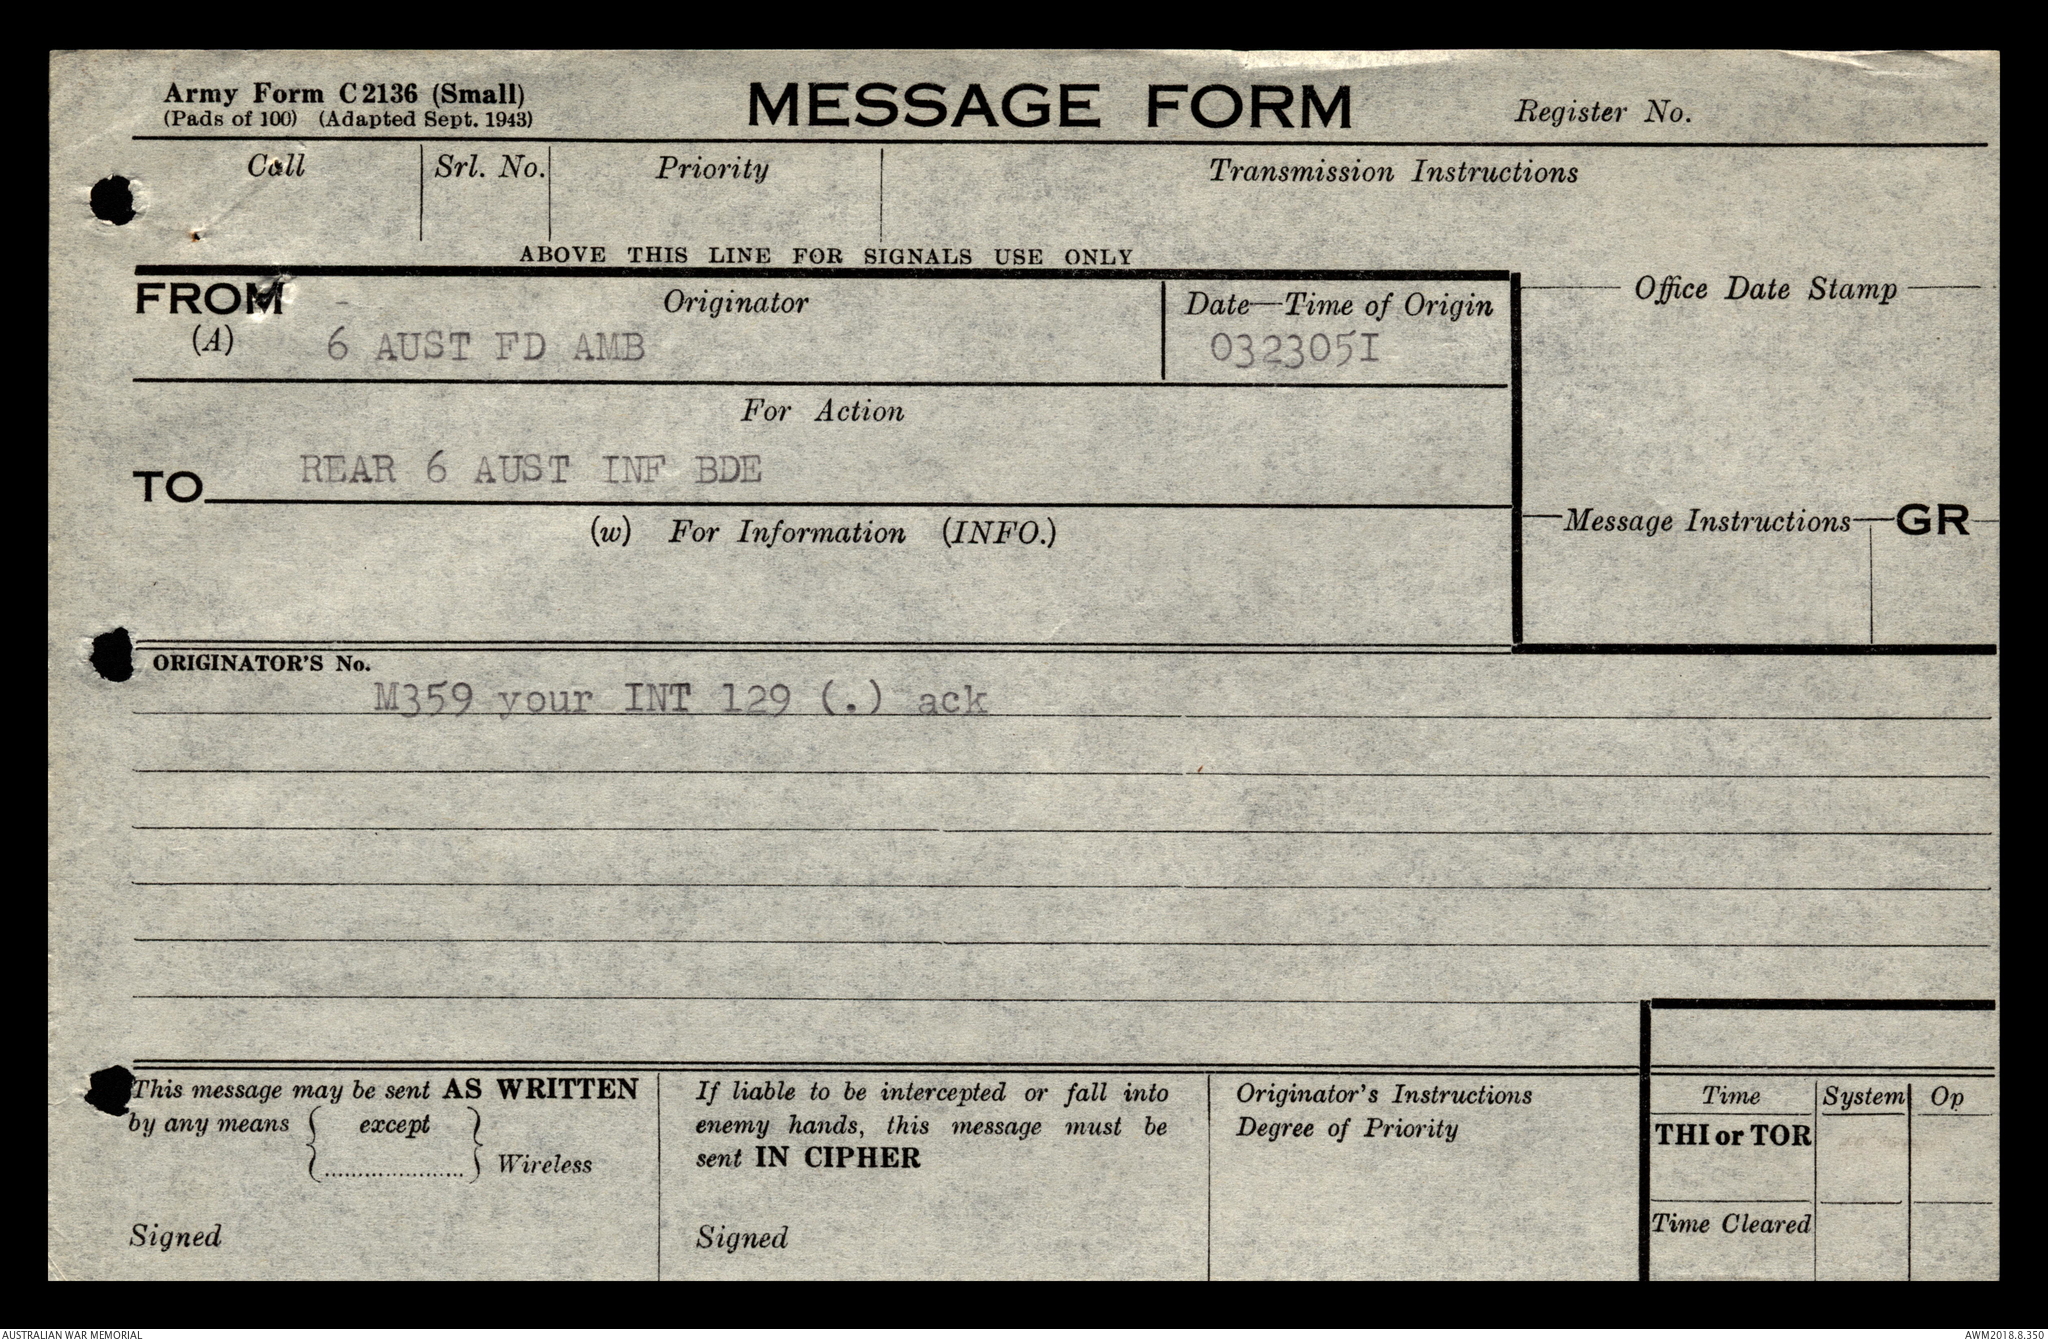 Army Form C 2136 (Small)
(Pads of 100) (Adapted Sept. 1943)
MESSAGE FORM
Register No.
Call
Srl. No.
Priority
Transmission Instructions
ABOVE THIS LINE FOR SIGNALS USE ONLY
FROM
(A)
Originator
6 AUST FD AMB
Date—Time of Origin
032305I
Office Date Stamp
For Action
TO
REAR 6 AUST INF BDE
(w) For Information (INFO.)
Message Instructions
GR
ORIGINATOR'S No.
M359 your INT 129 (.) ack
This message may be sent AS WRITTEN
by any means { except }
{......................} Wireless
Signed
If liable to be intercepted or fall into
enemy hands, this message must be
sent IN CIPHER
Signed
Originator's Instructions
Degree of Priority
Time
System
Op
THI or TOR
Time Cleared
AUSTRALIAN WAR MEMORIAL
AWM2018.8.350